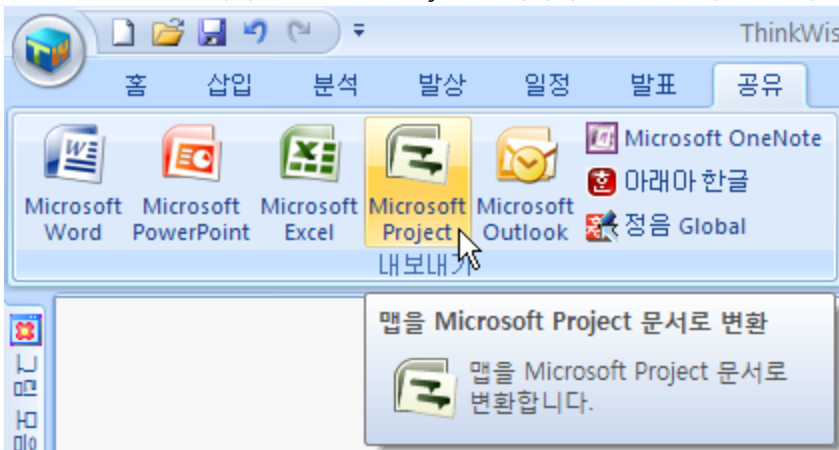 ThinkWis
홈 삽입 분석 발상 일정 발표 공유
Microsoft Word
Microsoft PowerPoint
Microsoft Excel
Microsoft Project
Microsoft Outlook
Microsoft OneNote
아래아 한글
정음 Global
내보내기
맵을 Microsoft Project 문서로 변환
맵을 Microsoft Project 문서로
변환합니다.